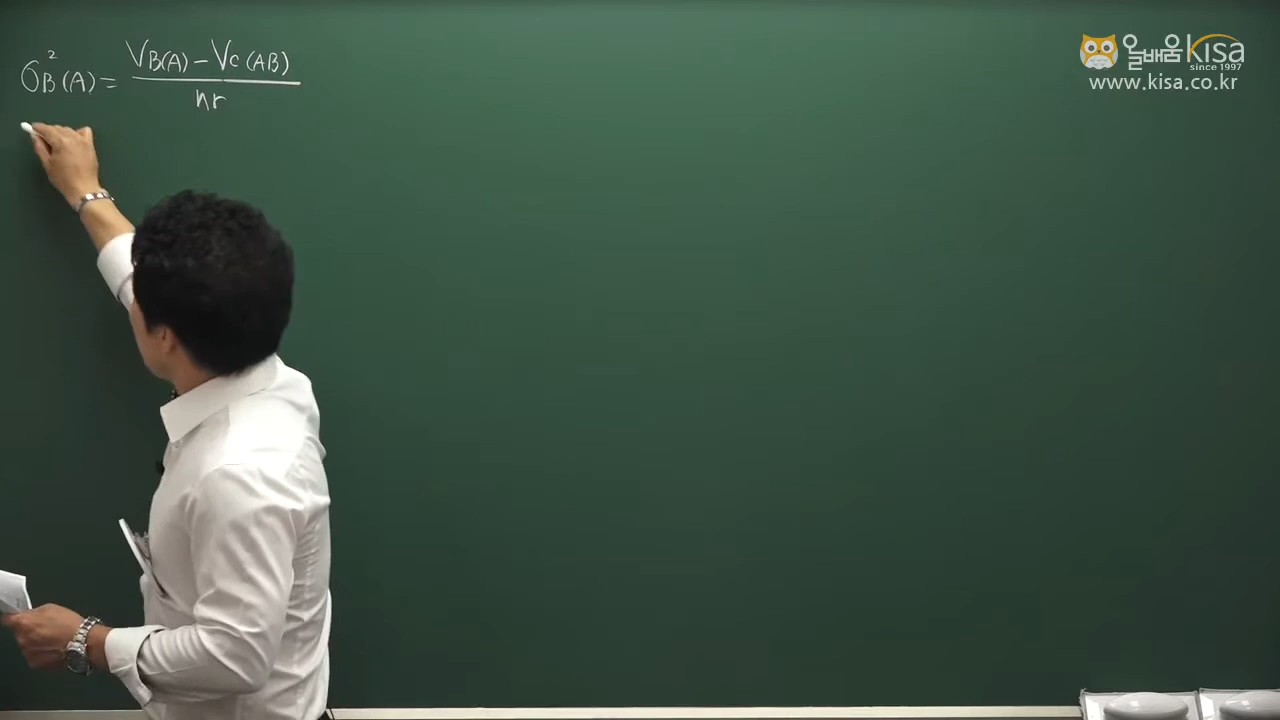 σ²B(A) = (VB(A) − VC(AB)) / nr
올배움kisa
since 1997
www.kisa.co.kr